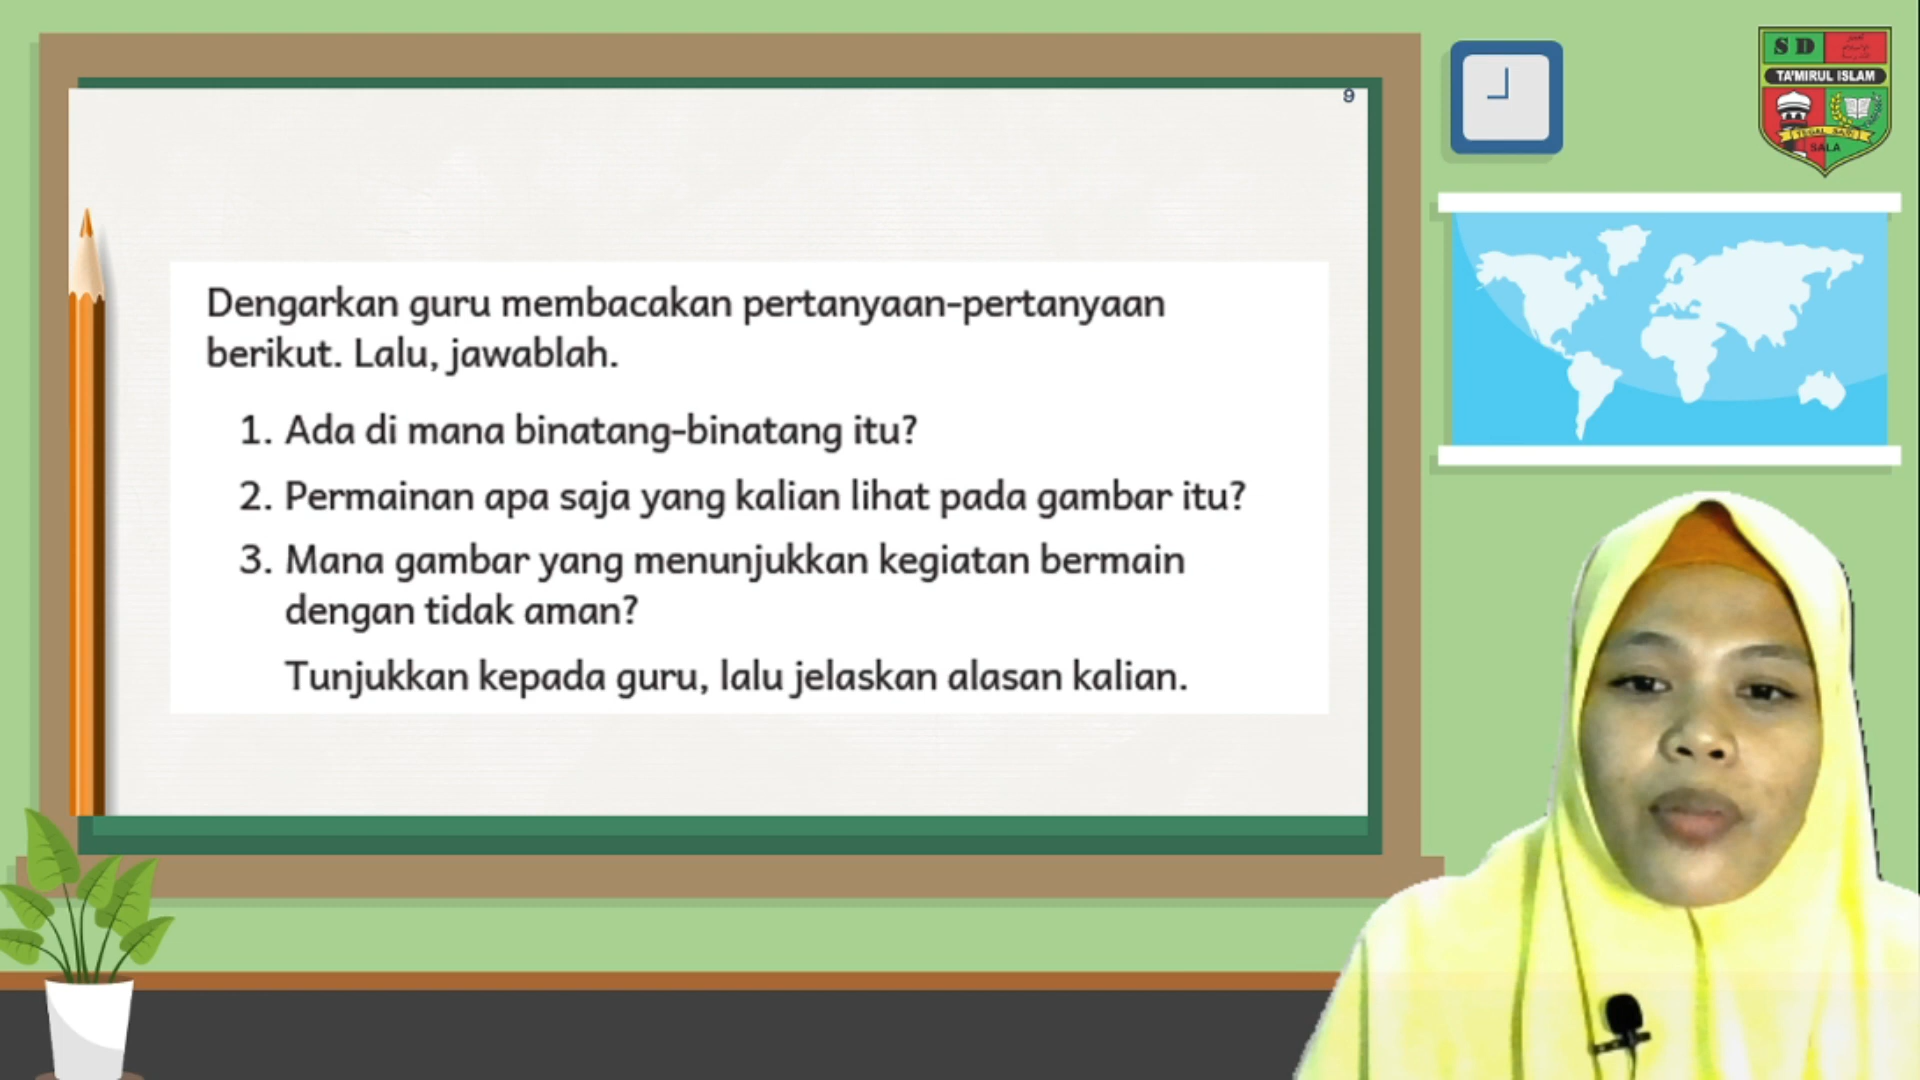 9
Dengarkan guru membacakan pertanyaan-pertanyaan
berikut. Lalu, jawablah.
1. Ada di mana binatang-binatang itu?
2. Permainan apa saja yang kalian lihat pada gambar itu?
3. Mana gambar yang menunjukkan kegiatan bermain
dengan tidak aman?
Tunjukkan kepada guru, lalu jelaskan alasan kalian.
SD
TA'MIRUL ISLAM
TEGAL SARI
SALA